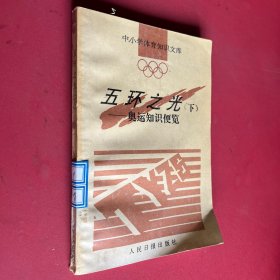 中小学体育知识文库
五环之光(下)
——奥运知识便览
人民日报出版社